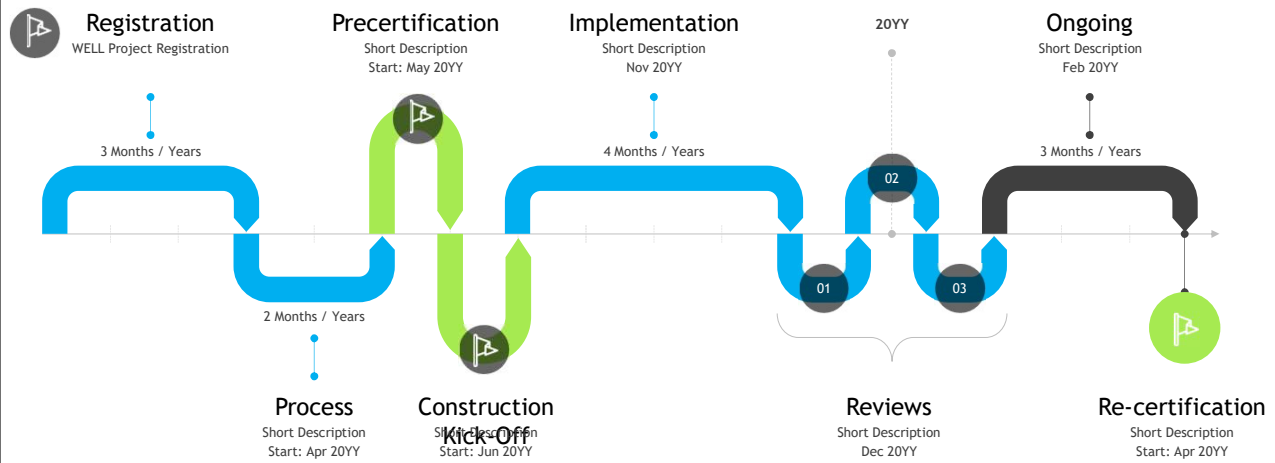 Registration
WELL Project Registration
Precertification
Short Description
Start: May 20YY
Implementation
Short Description
Nov 20YY
20YY
Ongoing
Short Description
Feb 20YY
3 Months / Years
4 Months / Years
3 Months / Years
02
01
03
2 Months / Years
Process
Short Description
Start: Apr 20YY
Construction
Kick-Off
Short Description
Start: Jun 20YY
Reviews
Short Description
Dec 20YY
Re-certification
Short Description
Start: Apr 20YY